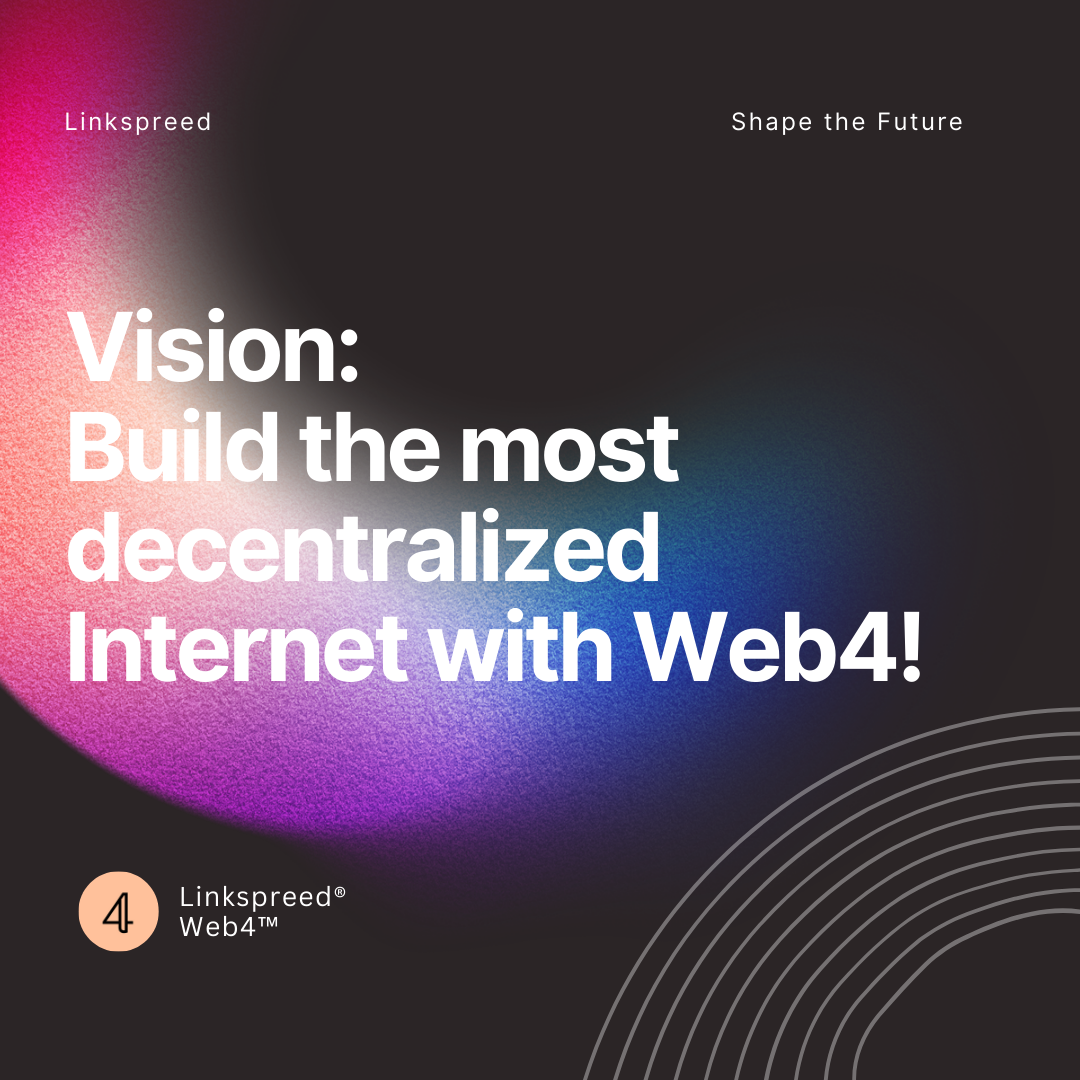 Linkspreed
Shape the Future
Vision:
Build the most
decentralized
Internet with Web4!
4
Linkspreed®
Web4™